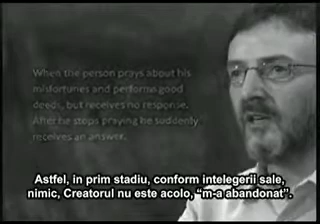 When the person prays about his
misfortunes and performs good
deeds, but receives no response.
After he stops praying he suddenly
receives an answer.
Astfel, in prim stadiu, conform intelegerii sale,
nimic, Creatorul nu este acolo, “m-a abandonat”.